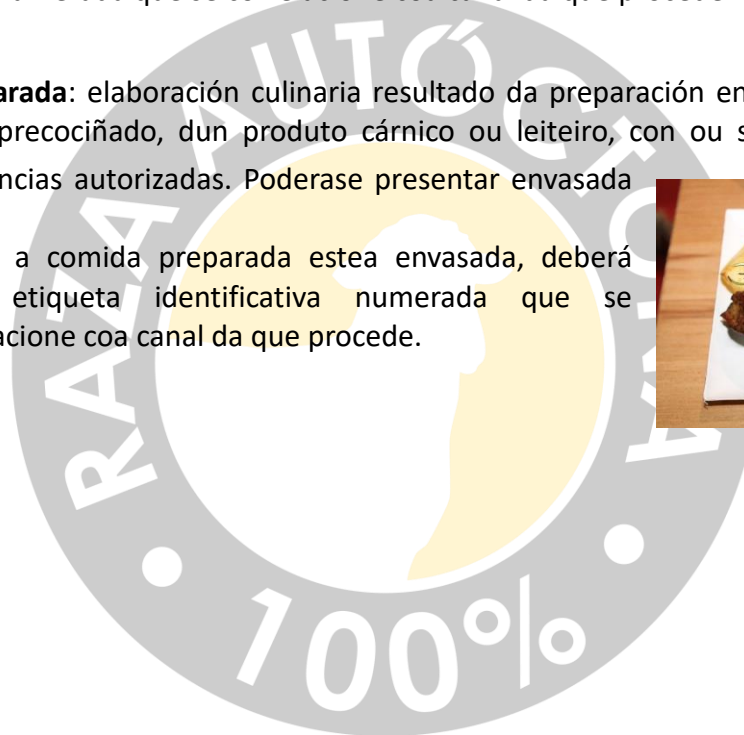 arada: elaboración culinaria resultado da preparación en
precociñado, dun produto cárnico ou leiteiro, con ou s
ncias autorizadas. Poderase presentar envasada
a comida preparada estea envasada, deberá
etiqueta identificativa numerada que se
acione coa canal da que procede.
RAZA AUTÓCTONA
100%